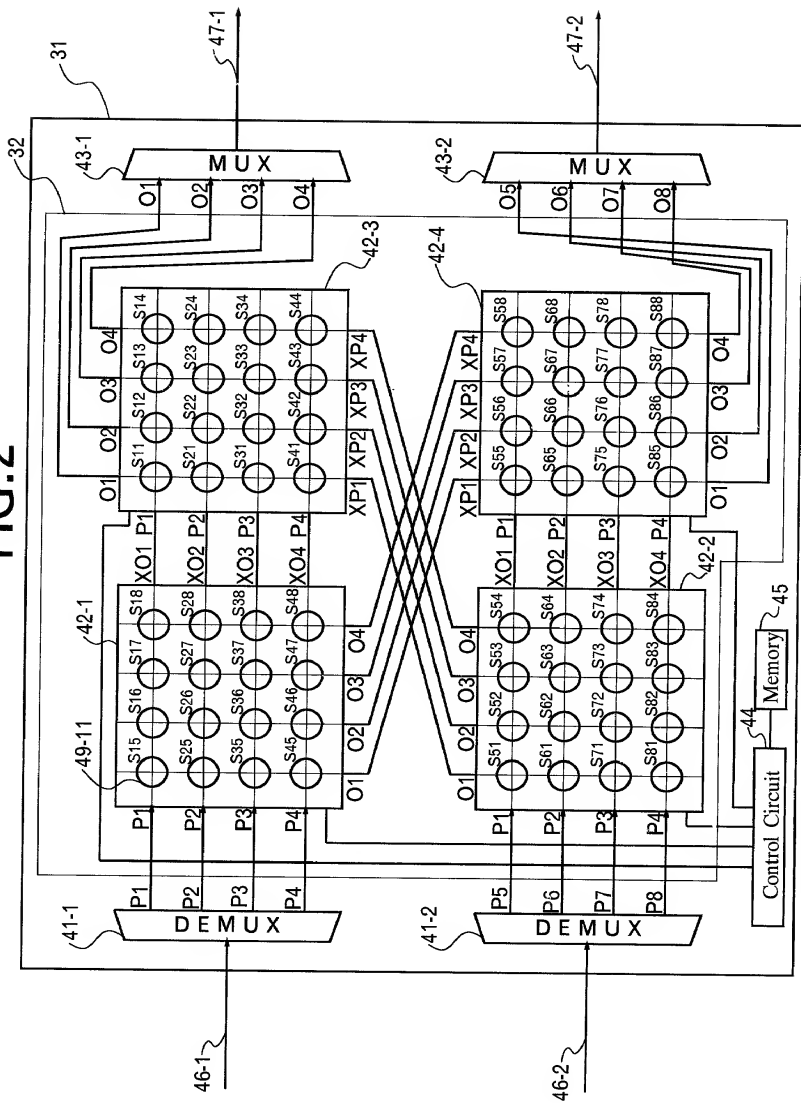 FIG.2
31
32
47-1
47-2
43-1
MUX
O1
O2
O3
O4
43-2
MUX
O5
O6
O7
O8
42-3
O1 O2 O3 O4
S11 S12 S13 S14
S21 S22 S23 S24
S31 S32 S33 S34
S41 S42 S43 S44
P1
P2
P3
P4
XP1 XP2 XP3 XP4
42-1
49-11
S15 S16 S17 S18
S25 S26 S27 S28
S35 S36 S37 S38
S45 S46 S47 S48
XO1
XO2
XO3
XO4
P1
P2
P3
P4
O1 O2 O3 O4
41-1
DEMUX
P1
P2
P3
P4
46-1
42-4
XP1 XP2 XP3 XP4
S55 S56 S57 S58
S65 S66 S67 S68
S75 S76 S77 S78
S85 S86 S87 S88
P1
P2
P3
P4
O1 O2 O3 O4
42-2
O1 O2 O3 O4
S51 S52 S53 S54
S61 S62 S63 S64
S71 S72 S73 S74
S81 S82 S83 S84
XO1
XO2
XO3
XO4
P1
P2
P3
P4
41-2
DEMUX
P5
P6
P7
P8
46-2
44
Control Circuit
45
Memory